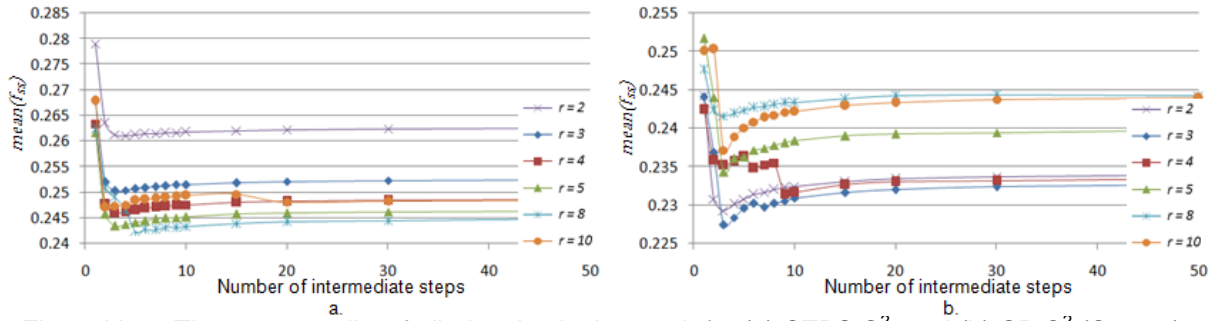 0.285
0.28
0.275
0.27
0.265
0.26
0.255
0.25
0.245
0.24
mean(f_ss)
0 10 20 30 40 50
Number of intermediate steps
a.
r = 2
r = 3
r = 4
r = 5
r = 8
r = 10
0.255
0.25
0.245
0.24
0.235
0.23
0.225
mean(f_ss)
0 10 20 30 40 50
Number of intermediate steps
b.
r = 2
r = 3
r = 4
r = 5
r = 8
r = 10